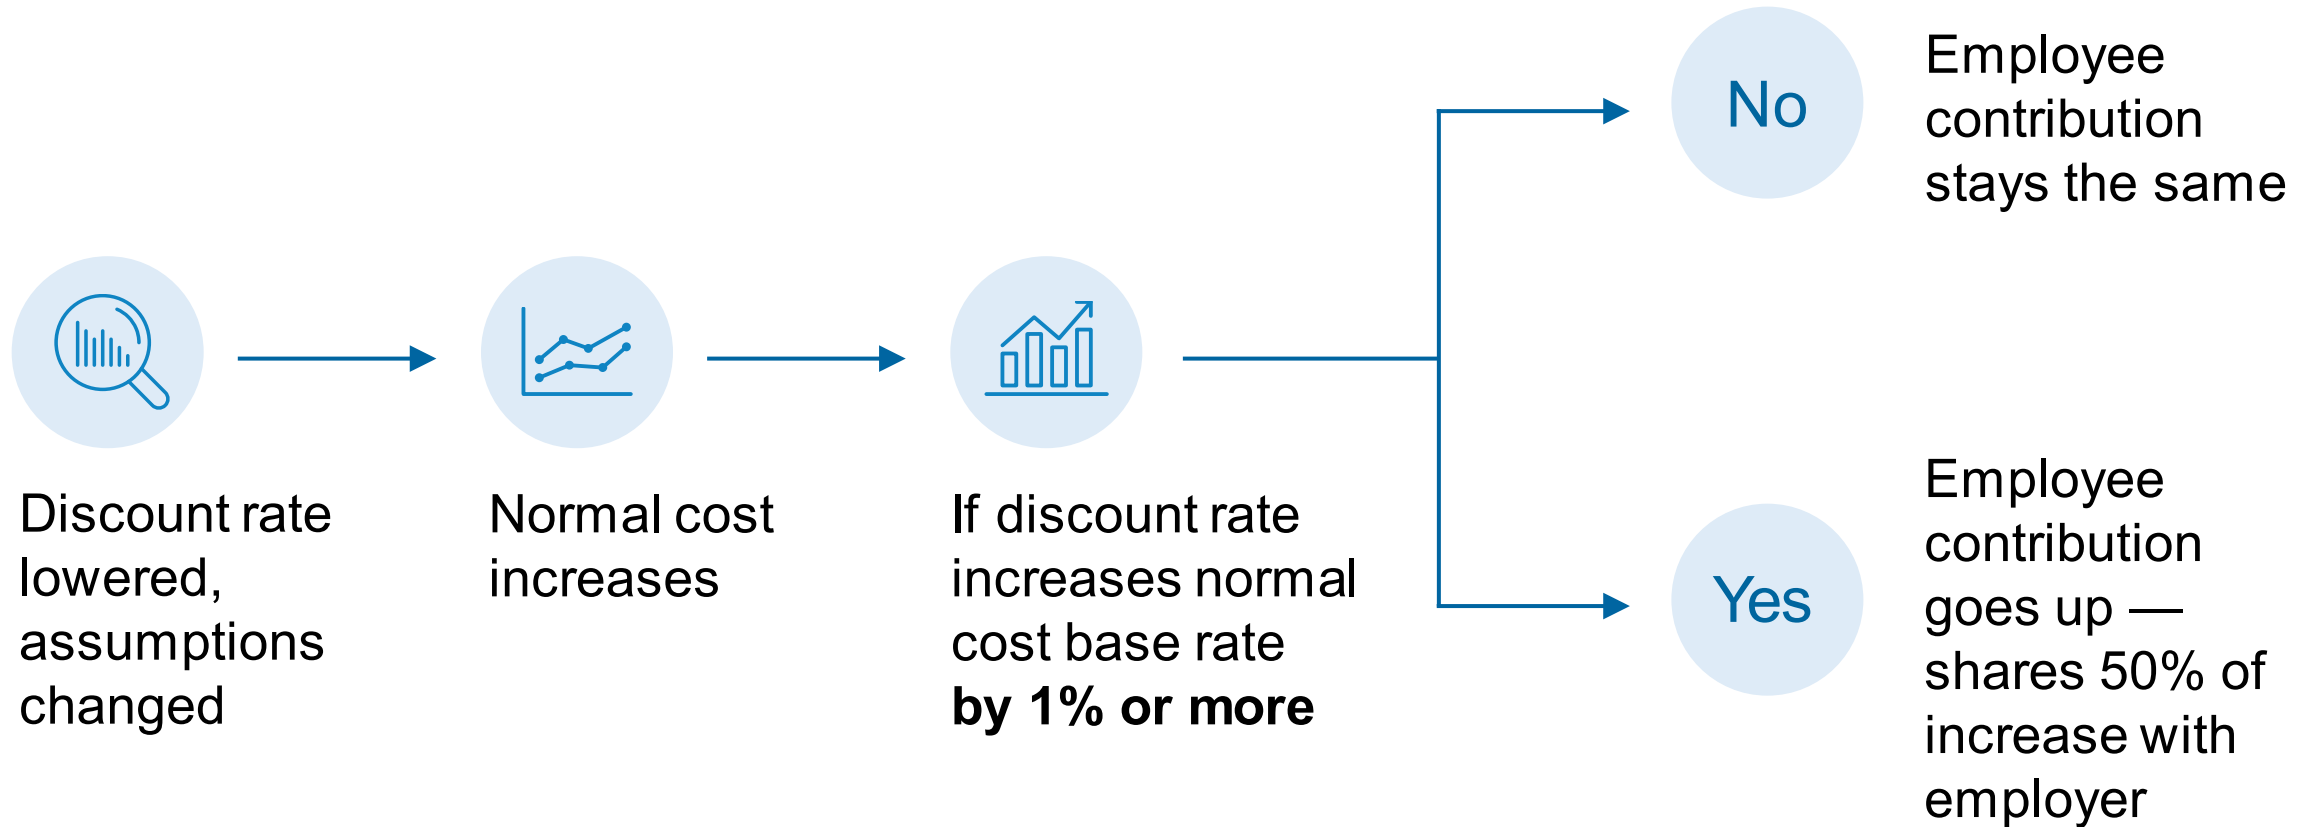 Discount rate
lowered,
assumptions
changed
Normal cost
increases
If discount rate
increases normal
cost base rate
by 1% or more
No
Employee
contribution
stays the same
Yes
Employee
contribution
goes up —
shares 50% of
increase with
employer